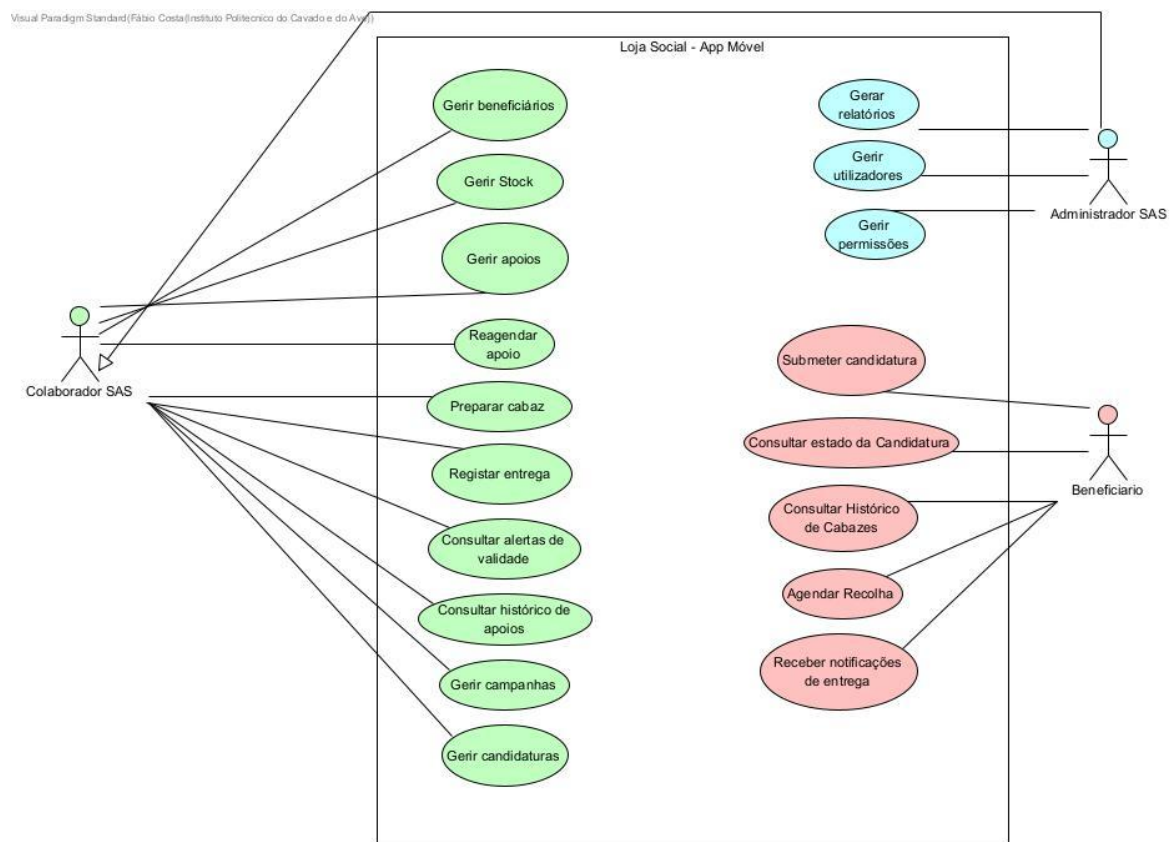 Visual Paradigm Standard(Fábio Costa(Instituto Politecnico do Cavado e do Ave))
Loja Social - App Móvel
Gerir beneficiários
Gerir Stock
Gerir apoios
Reagendar
apoio
Preparar cabaz
Registar entrega
Consultar alertas de
validade
Consultar histórico de
apoios
Gerir campanhas
Gerir candidaturas
Colaborador SAS
Gerar
relatórios
Gerir
utilizadores
Gerir
permissões
Administrador SAS
Submeter candidatura
Consultar estado da Candidatura
Consultar Histórico
de Cabazes
Agendar Recolha
Receber notificações
de entrega
Beneficiario